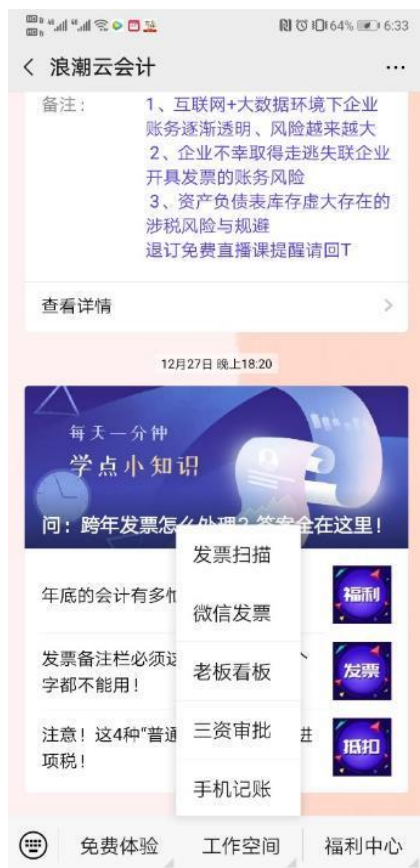 64% 6:33
浪潮云会计
备注： 1、互联网+大数据环境下企业
账务逐渐透明、风险越来越大
2、企业不幸取得走逃失联企业
开具发票的账务风险
3、资产负债表库存虚大存在的
涉税风险与规避
退订免费直播课提醒请回T
查看详情
12月27日 晚上18:20
每天一分钟
学点小知识
问：跨年发票怎么处理？答案全在这里！
年底的会计有多忙
福利
发票备注栏必须这
字都不能用！
发票
注意！这4种“普通
进
项税！
抵扣
发票扫描
微信发票
老板看板
三资审批
手机记账
免费体验
工作空间
福利中心